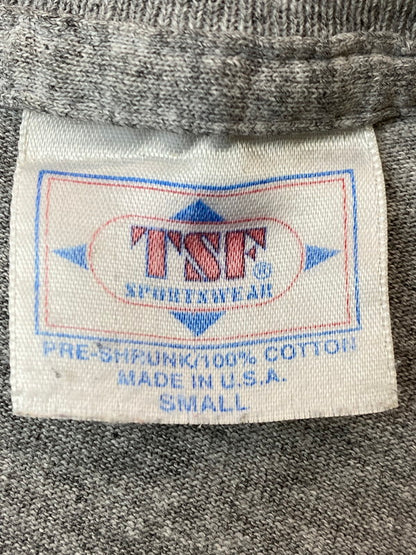 TSF®
SPORTSWEAR
PRE-SHRUNK/100% COTTON
MADE IN U.S.A.
SMALL